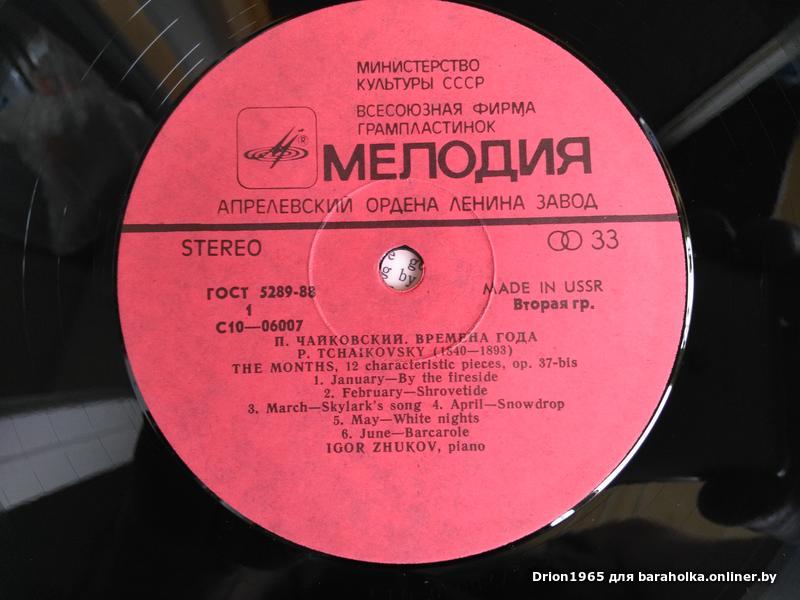 МИНИСТЕРСТВО
КУЛЬТУРЫ СССР
ВСЕСОЮЗНАЯ ФИРМА
ГРАМПЛАСТИНОК
МЕЛОДИЯ
АПРЕЛЕВСКИЙ ОРДЕНА ЛЕНИНА ЗАВОД
STEREO 33
ГОСТ 5289-88 MADE IN USSR
1 Вторая гр.
С10—06007
П. ЧАЙКОВСКИЙ. ВРЕМЕНА ГОДА
P. TCHAIKOVSKY (1840—1893)
THE MONTHS, 12 characteristic pieces, op. 37-bis
1. January—By the fireside
2. February—Shrovetide
3. March—Skylark's song 4. April—Snowdrop
5. May—White nights
6. June—Barcarole
IGOR ZHUKOV, piano
Drion1965 для baraholka.onliner.by